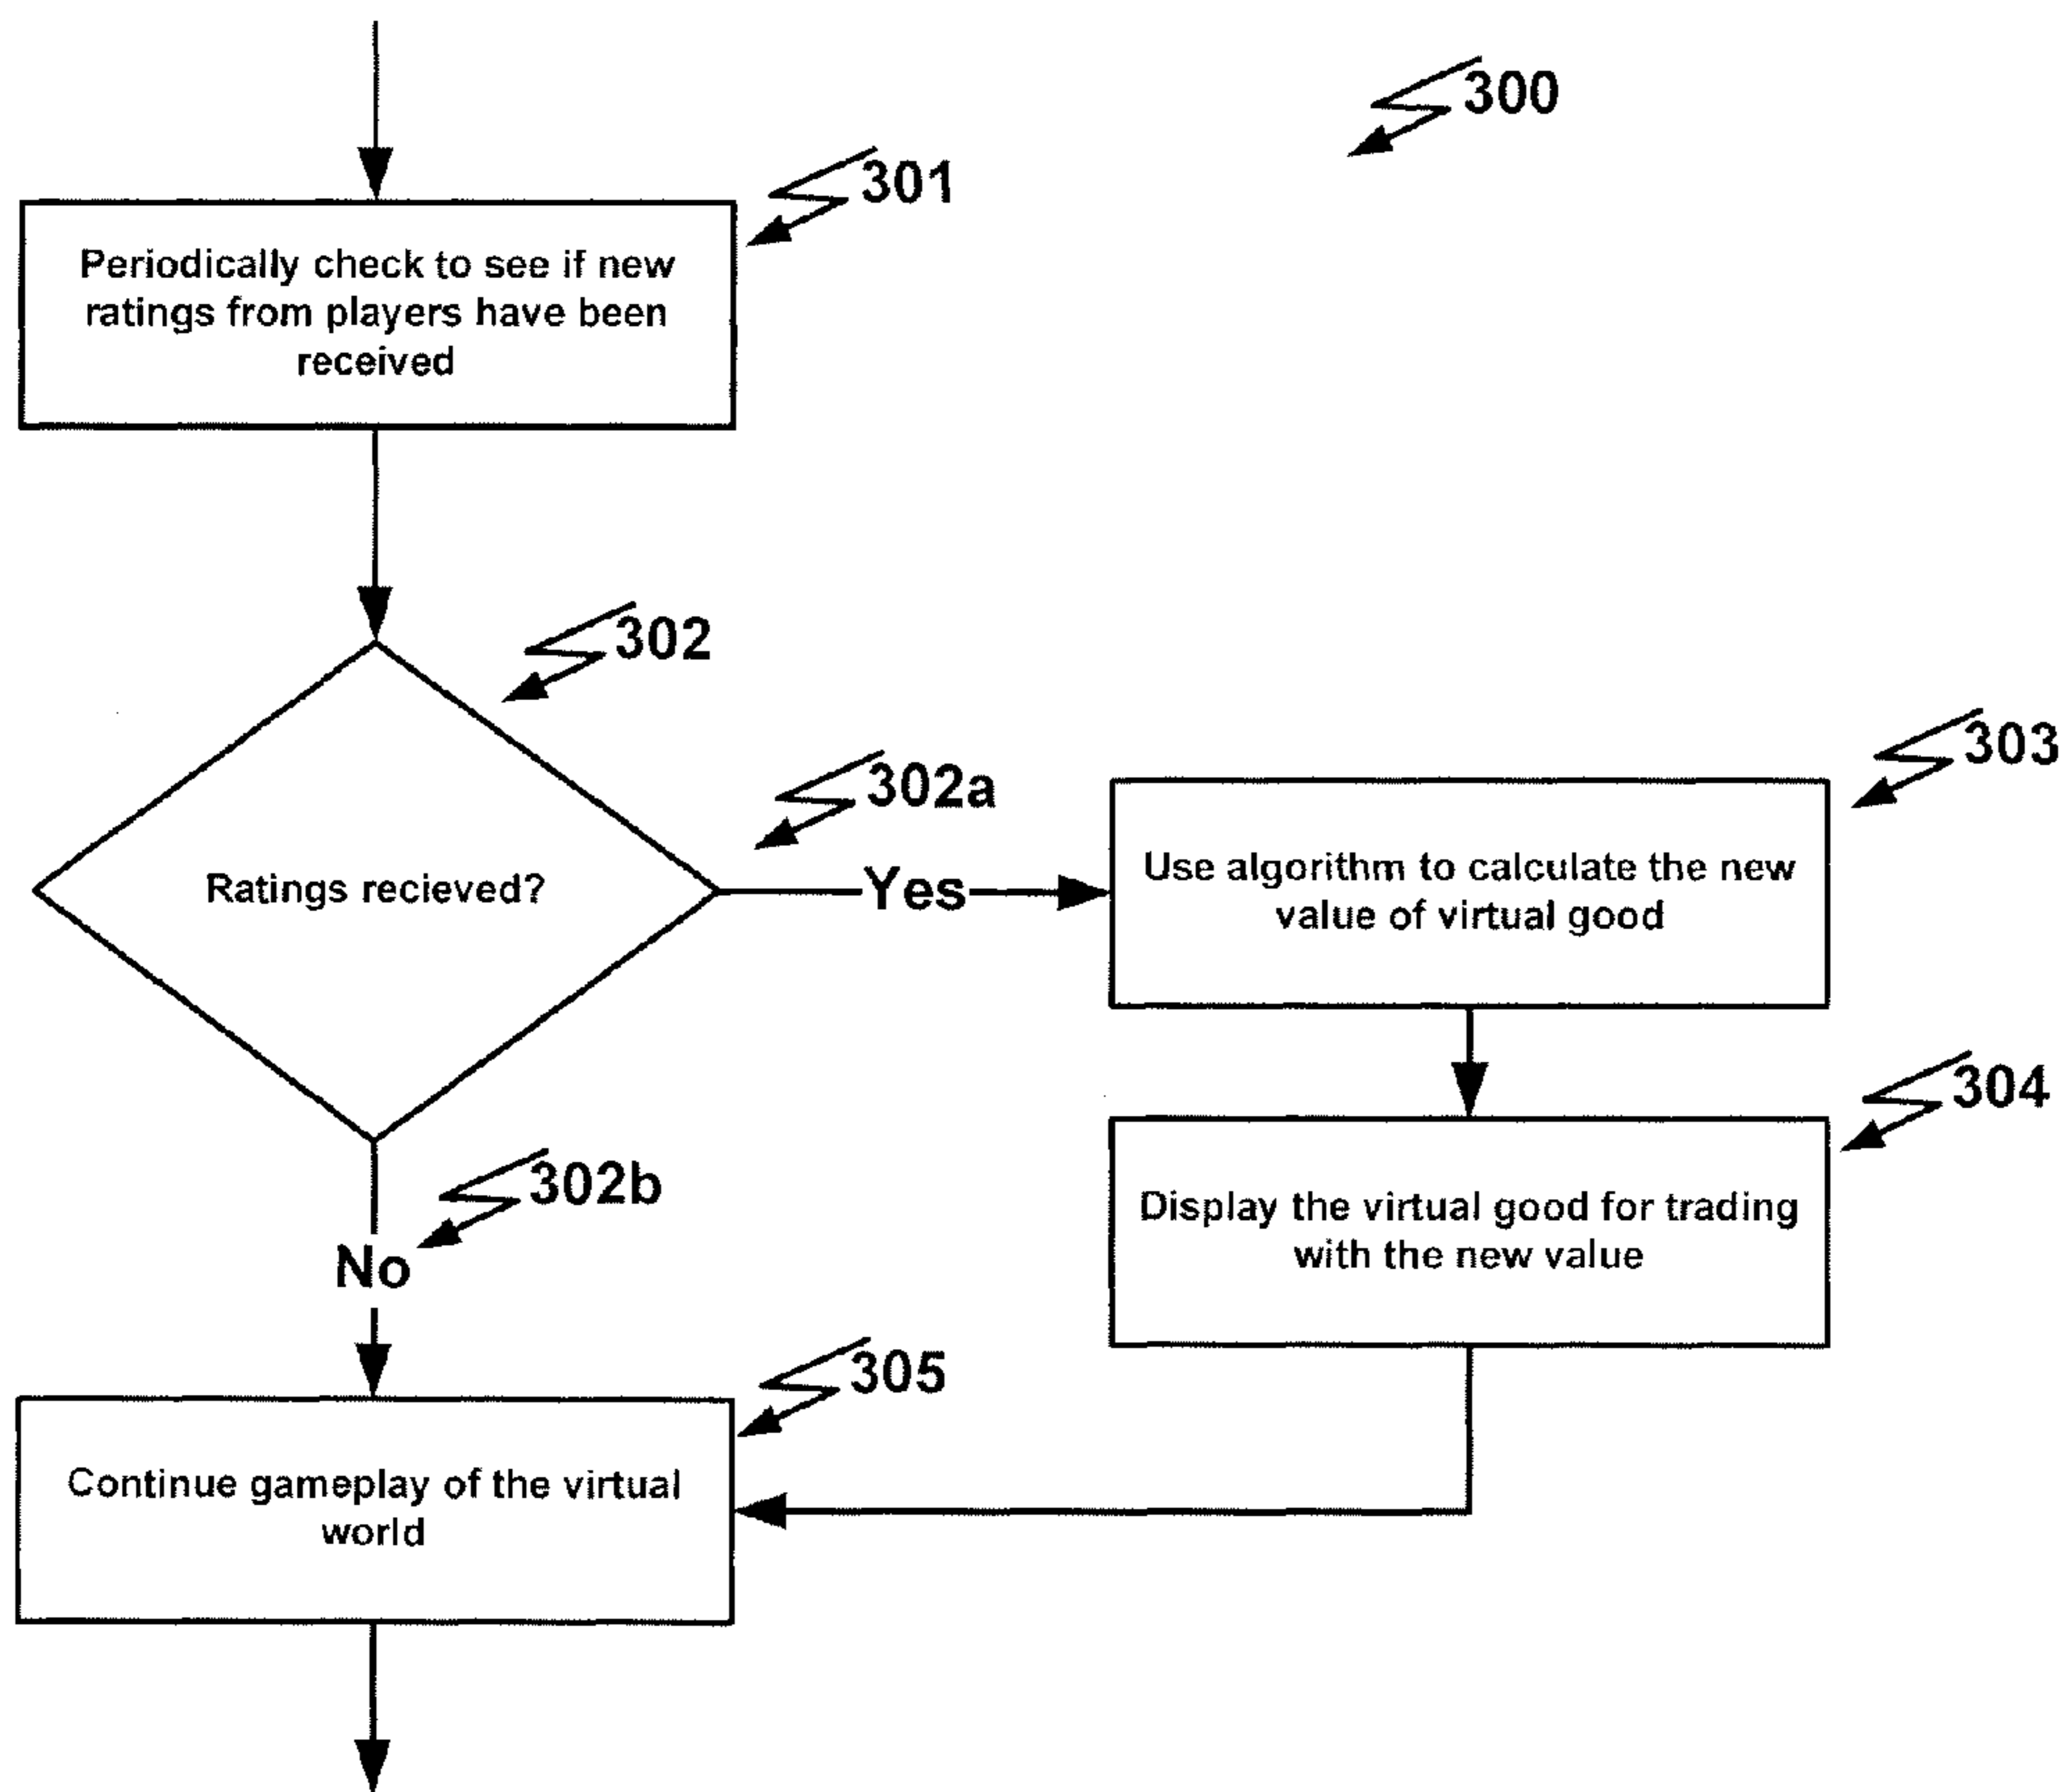 300
301
Periodically check to see if new
ratings from players have been
received
302
Ratings recieved?
302a
Yes
303
Use algorithm to calculate the new
value of virtual good
304
Display the virtual good for trading
with the new value
302b
No
305
Continue gameplay of the virtual
world